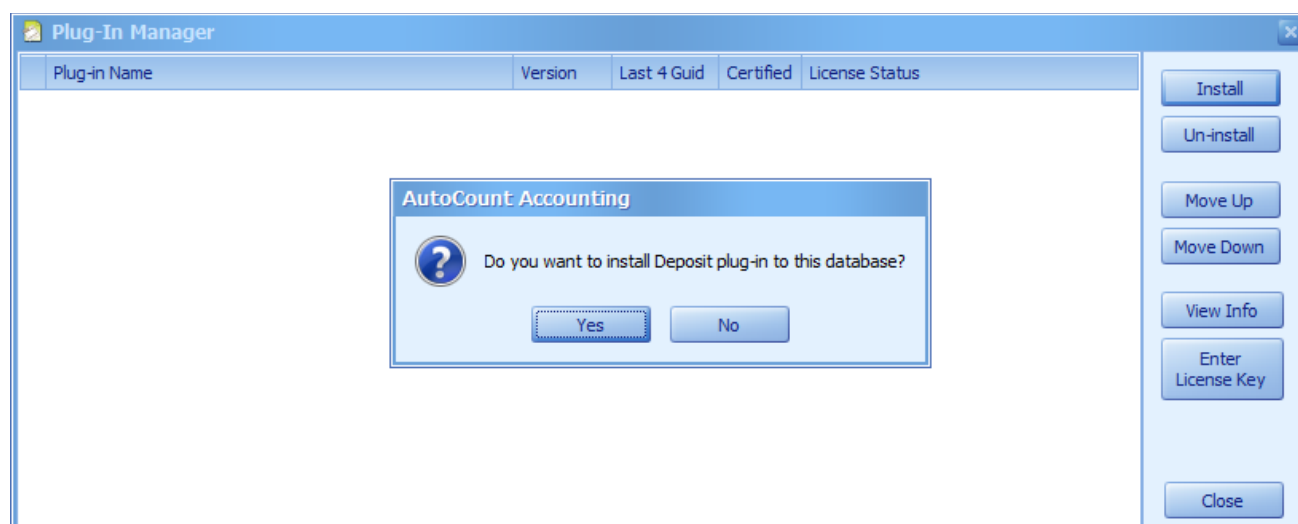 Plug-In Manager
Plug-in Name Version Last 4 Guid Certified License Status
Install
Un-install
AutoCount Accounting
Do you want to install Deposit plug-in to this database?
Yes No
Move Up
Move Down
View Info
Enter
License Key
Close